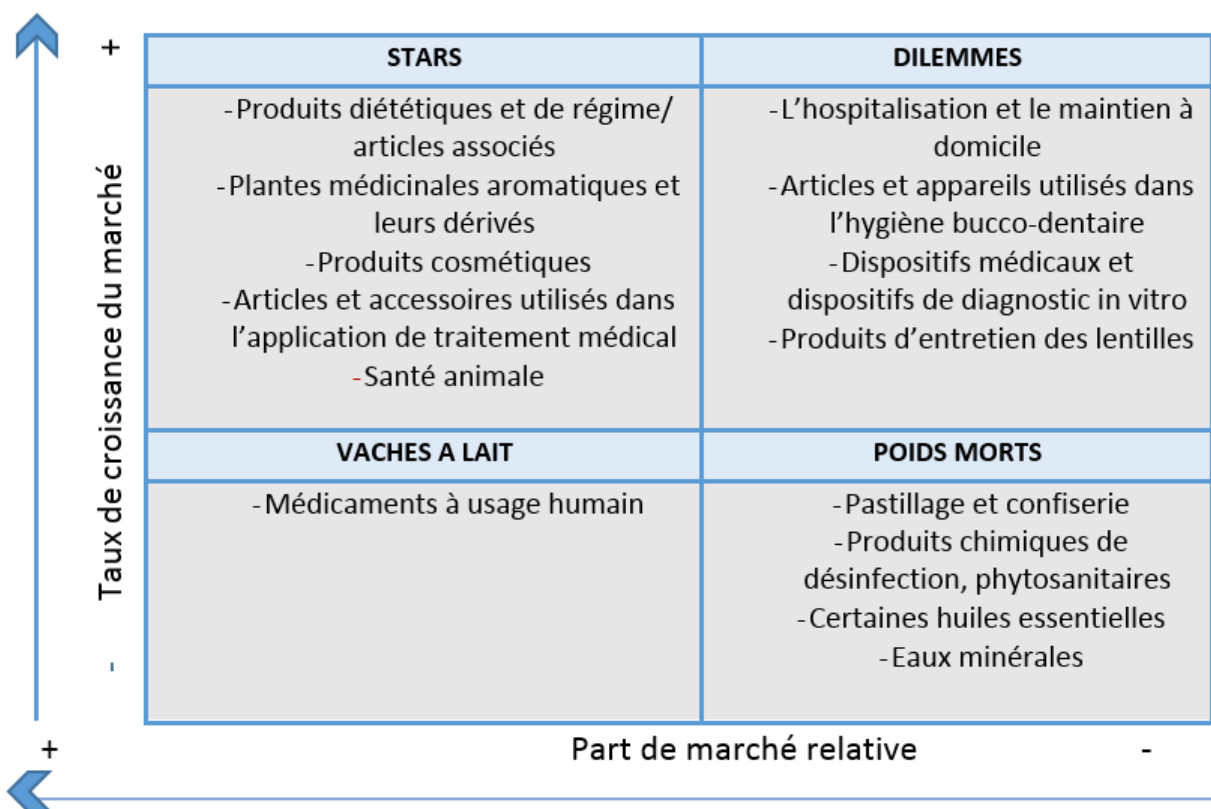 +
Taux de croissance du marché
-
STARS
-Produits diététiques et de régime/
articles associés
-Plantes médicinales aromatiques et
leurs dérivés
-Produits cosmétiques
-Articles et accessoires utilisés dans
l’application de traitement médical
-Santé animale
DILEMMES
-L’hospitalisation et le maintien à
domicile
-Articles et appareils utilisés dans
l’hygiène bucco-dentaire
-Dispositifs médicaux et
dispositifs de diagnostic in vitro
-Produits d’entretien des lentilles
VACHES A LAIT
-Médicaments à usage humain
POIDS MORTS
-Pastillage et confiserie
-Produits chimiques de
désinfection, phytosanitaires
-Certaines huiles essentielles
-Eaux minérales
+ Part de marché relative -